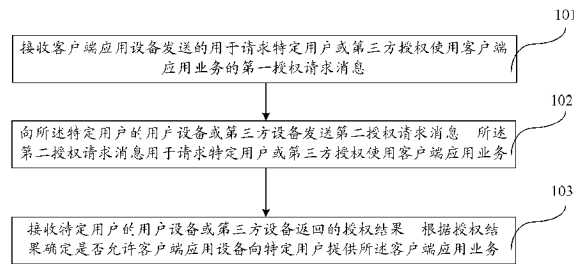 101
接收客户端应用设备发送的用于请求特定用户或第三方授权使用客户端
应用业务的第一授权请求消息
102
向所述特定用户的用户设备或第三方设备发送第二授权请求消息 所述
第二授权请求消息用于请求特定用户或第三方授权使用客户端应用业务
103
接收待定用户的用户设备或第三方设备返回的授权结果 根据授权结
果确定是否允许客户端应用设备向特定用户提供所述客户端应用业务